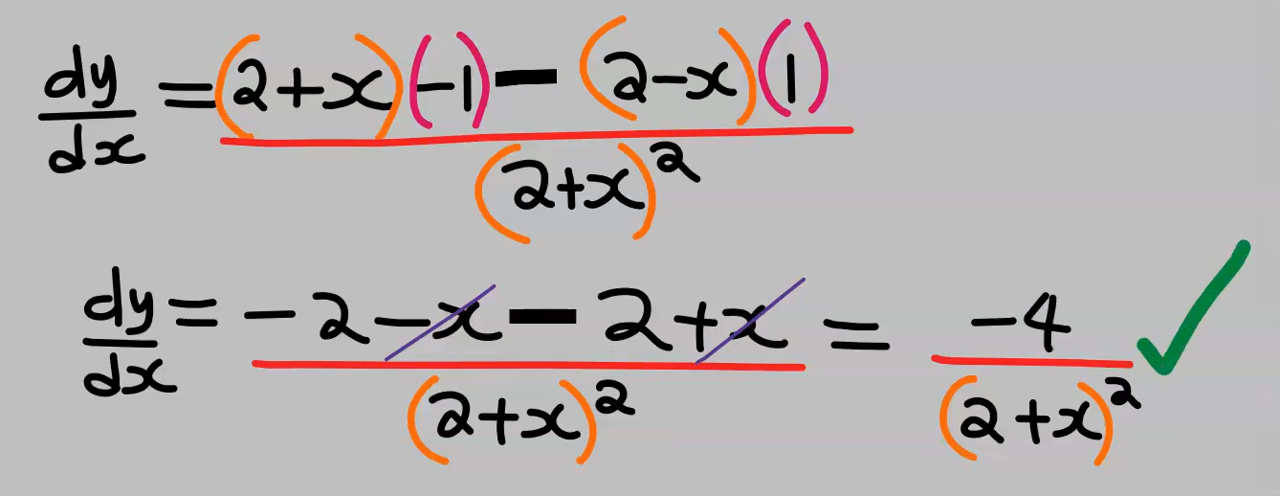 dy/dx = (2+x)(-1) - (2-x)(1) / (2+x)²
dy/dx = -2-x-2+x / (2+x)² = -4 / (2+x)²